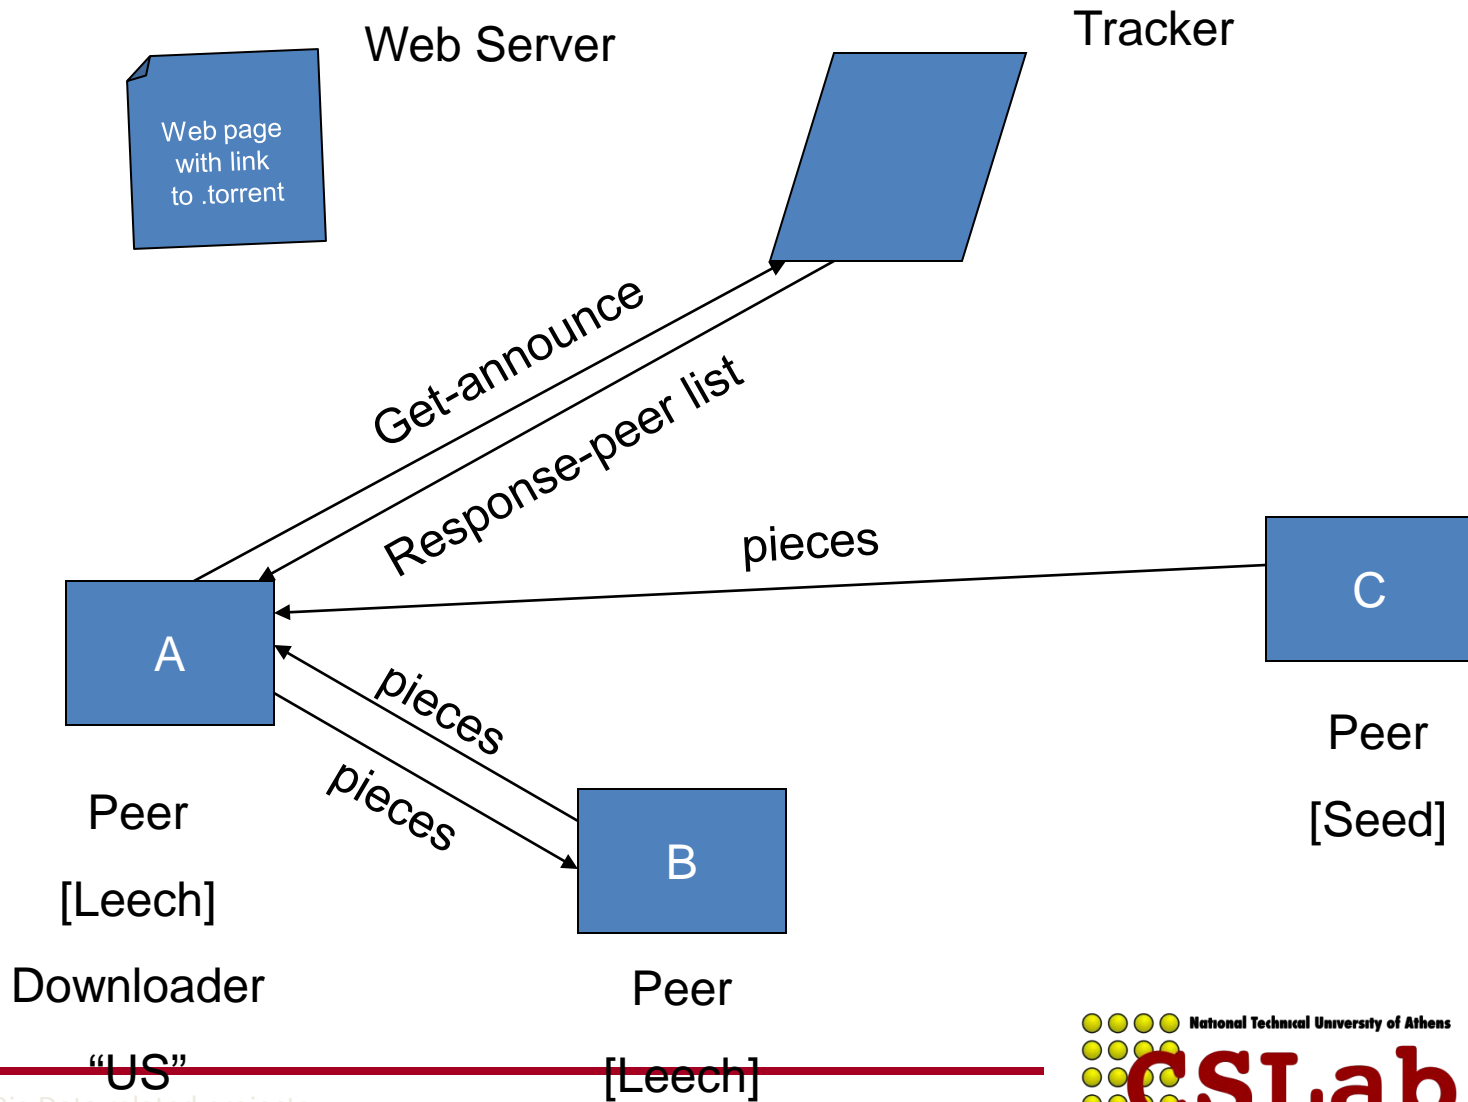 Web Server
Tracker
Web page
with link
to .torrent
Get-announce
Response-peer list
pieces
C
A
pieces
pieces
Peer
[Seed]
B
Peer
[Leech]
Downloader
“US”
Peer
[Leech]
National Technical University of Athens
CSLab